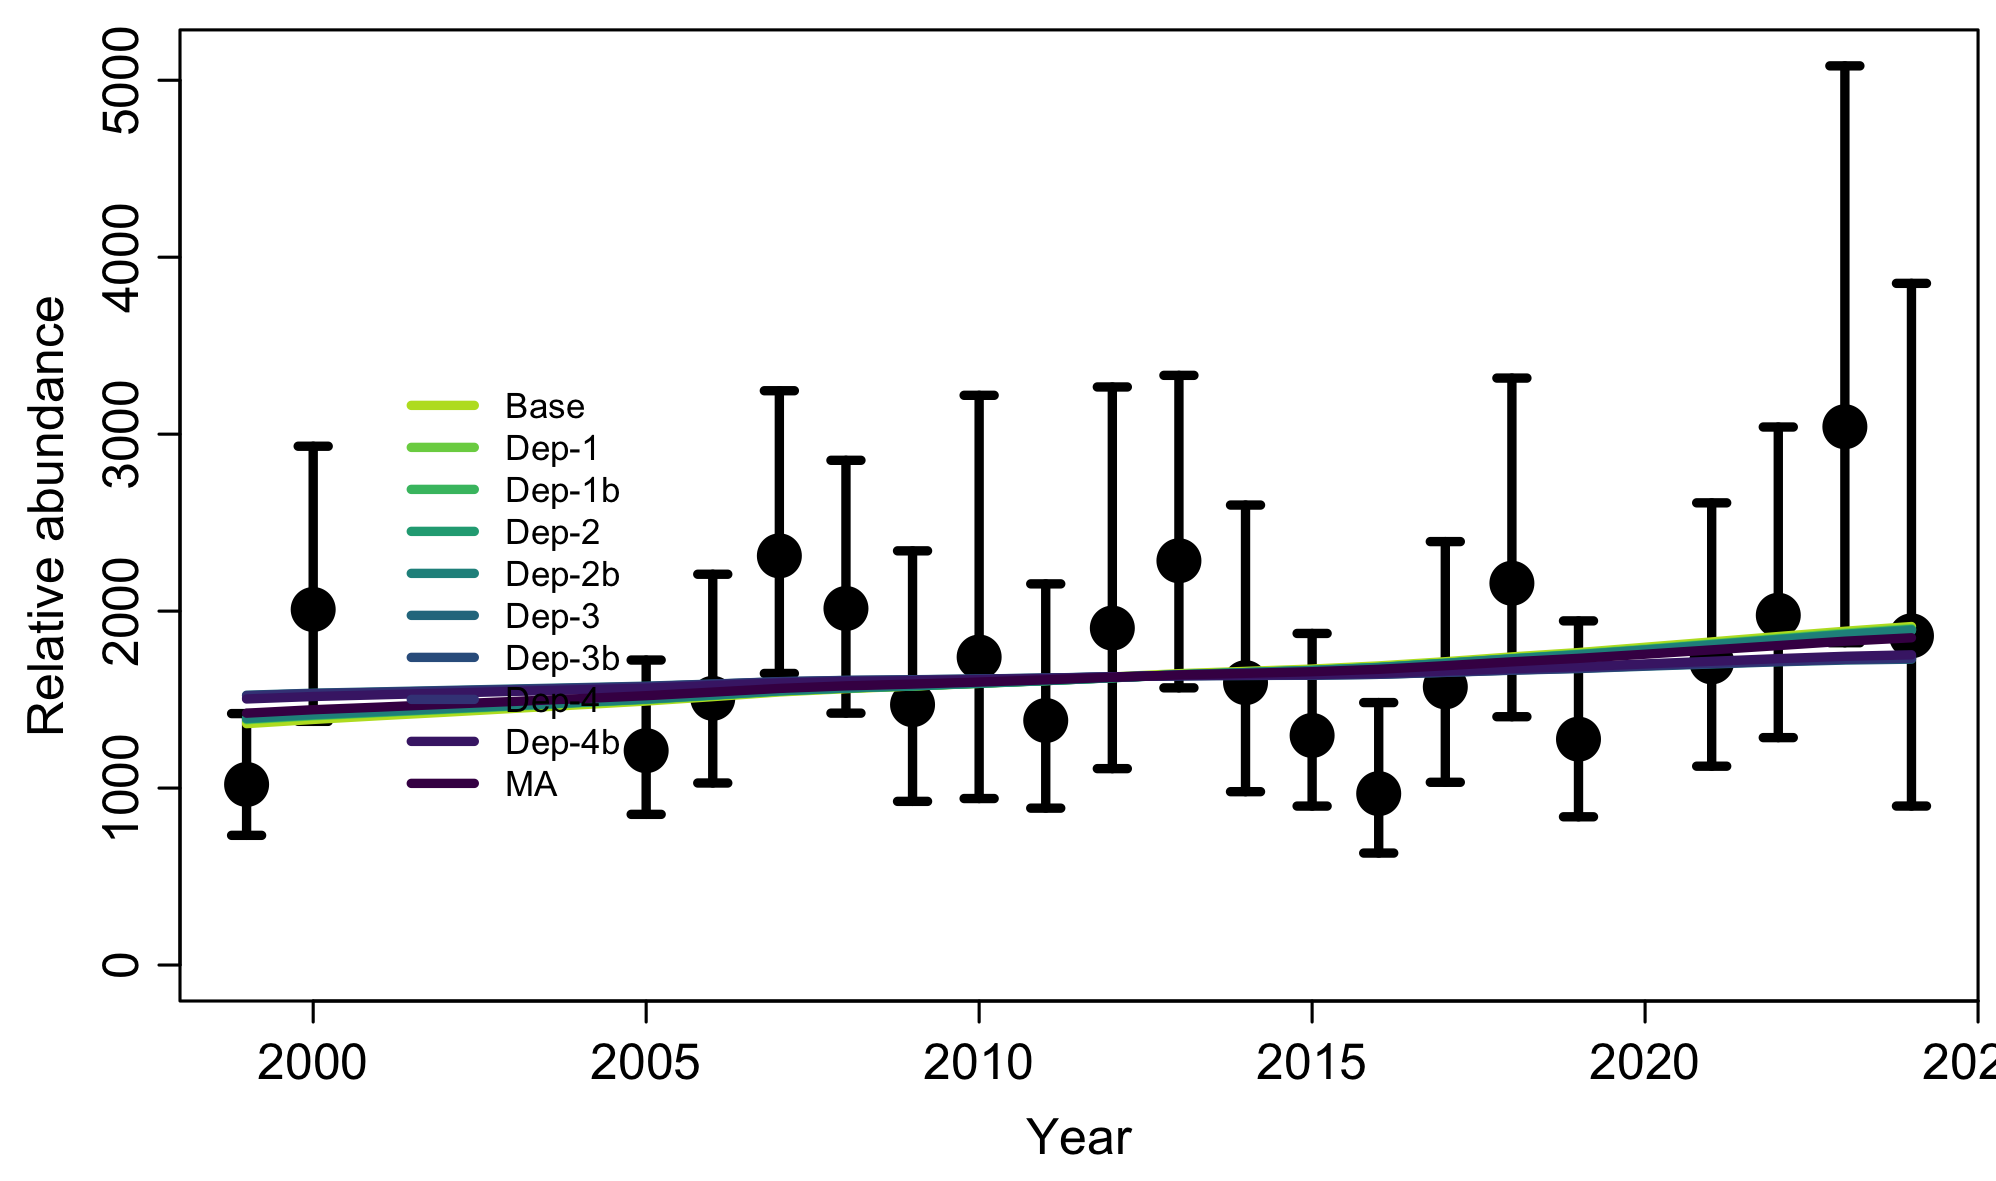 Relative abundance
5000
4000
3000
2000
1000
0
Base
Dep-1
Dep-1b
Dep-2
Dep-2b
Dep-3
Dep-3b
Dep-4
Dep-4b
MA
2000 2005 2010 2015 2020 202
Year